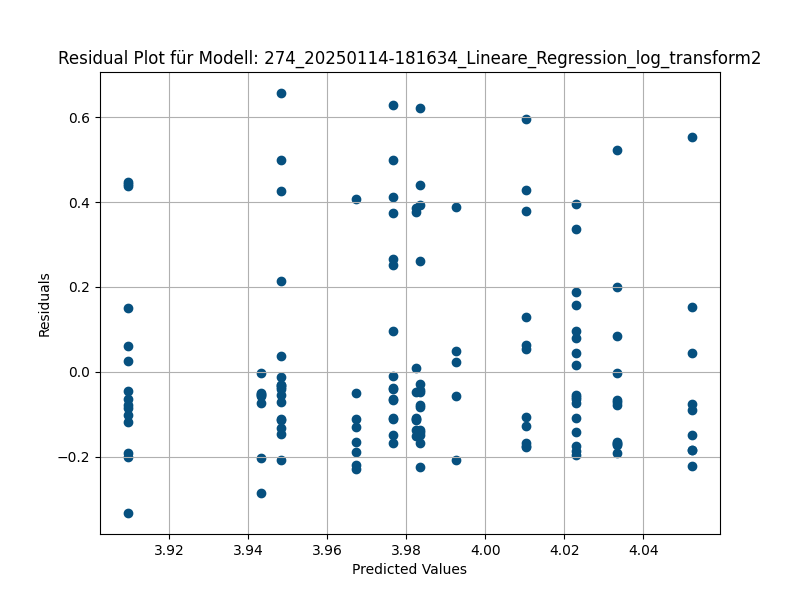 Residual Plot für Modell: 274_20250114-181634_Lineare_Regression_log_transform2
Residuals
0.6
0.4
0.2
0.0
−0.2
3.92 3.94 3.96 3.98 4.00 4.02 4.04
Predicted Values